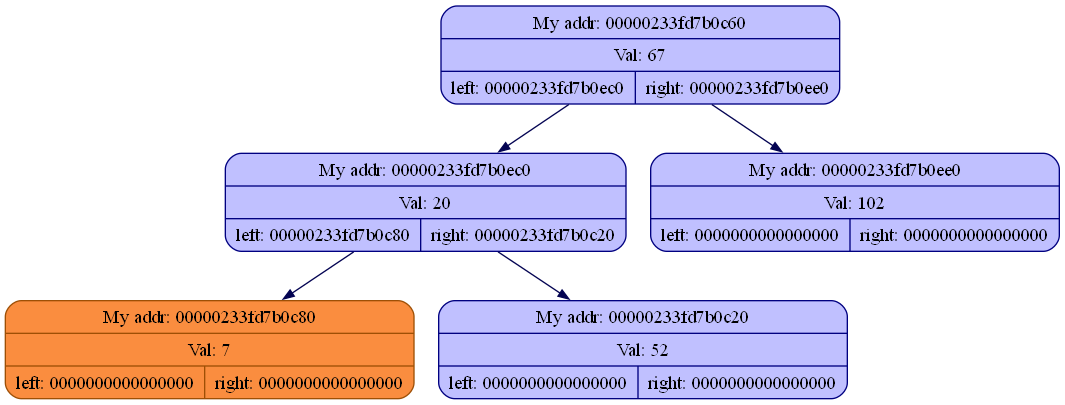 My addr: 00000233fd7b0c60
Val: 67
left: 00000233fd7b0ec0 right: 00000233fd7b0ee0
My addr: 00000233fd7b0ec0
Val: 20
left: 00000233fd7b0c80 right: 00000233fd7b0c20
My addr: 00000233fd7b0ee0
Val: 102
left: 0000000000000000 right: 0000000000000000
My addr: 00000233fd7b0c80
Val: 7
left: 0000000000000000 right: 0000000000000000
My addr: 00000233fd7b0c20
Val: 52
left: 0000000000000000 right: 0000000000000000